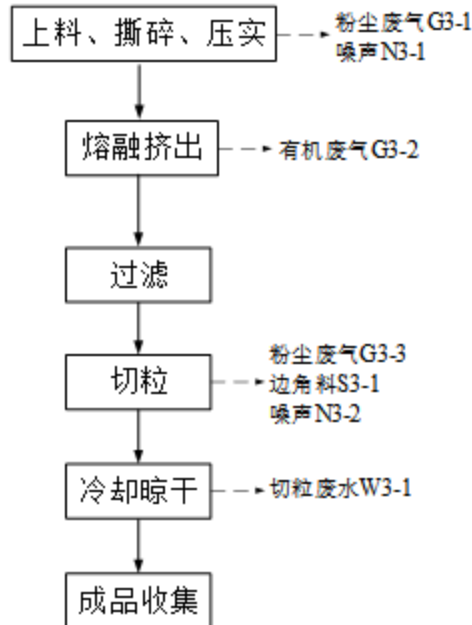 上料、撕碎、压实
粉尘废气G3-1
噪声N3-1
熔融挤出
有机废气G3-2
过滤
切粒
粉尘废气G3-3
边角料S3-1
噪声N3-2
冷却晾干
切粒废水W3-1
成品收集